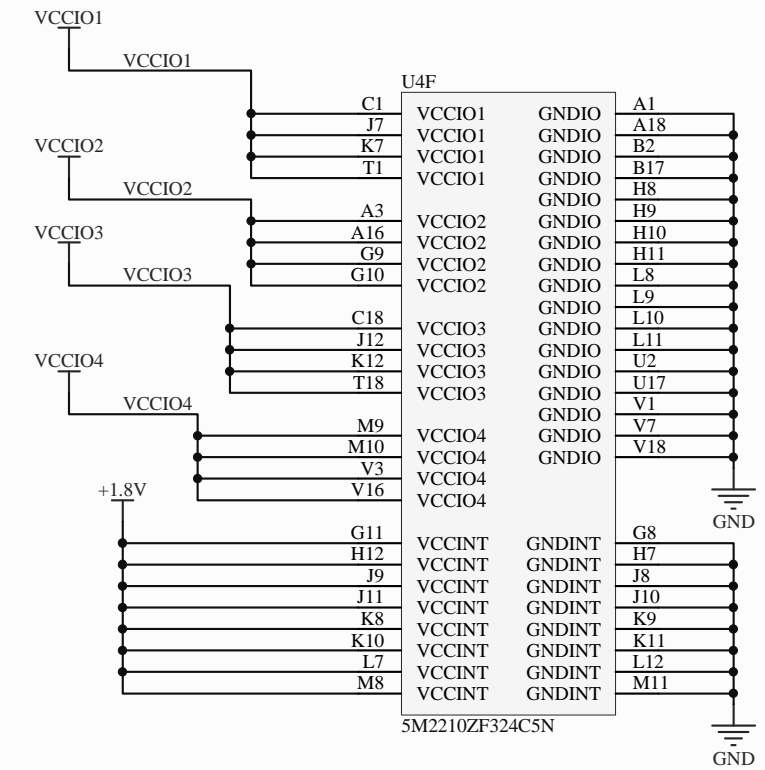 VCCIO1
VCCIO1
U4F
C1 VCCIO1 GNDIO A1
J7 VCCIO1 GNDIO A18
VCCIO2 K7 VCCIO1 GNDIO B2
T1 VCCIO1 GNDIO B17
VCCIO2 GNDIO H8
A3 VCCIO2 GNDIO H9
VCCIO3 A16 VCCIO2 GNDIO H10
G9 VCCIO2 GNDIO H11
VCCIO3 G10 VCCIO2 GNDIO L8
GNDIO L9
C18 VCCIO3 GNDIO L10
J12 VCCIO3 GNDIO L11
VCCIO4 K12 VCCIO3 GNDIO U2
T18 VCCIO3 GNDIO U17
VCCIO4 GNDIO V1
M9 VCCIO4 GNDIO V7
M10 VCCIO4 GNDIO V18
V3 VCCIO4
+1.8V V16 VCCIO4
GND
G11 VCCINT GNDINT G8
H12 VCCINT GNDINT H7
J9 VCCINT GNDINT J8
J11 VCCINT GNDINT J10
K8 VCCINT GNDINT K9
K10 VCCINT GNDINT K11
L7 VCCINT GNDINT L12
M8 VCCINT GNDINT M11
5M2210ZF324C5N
GND